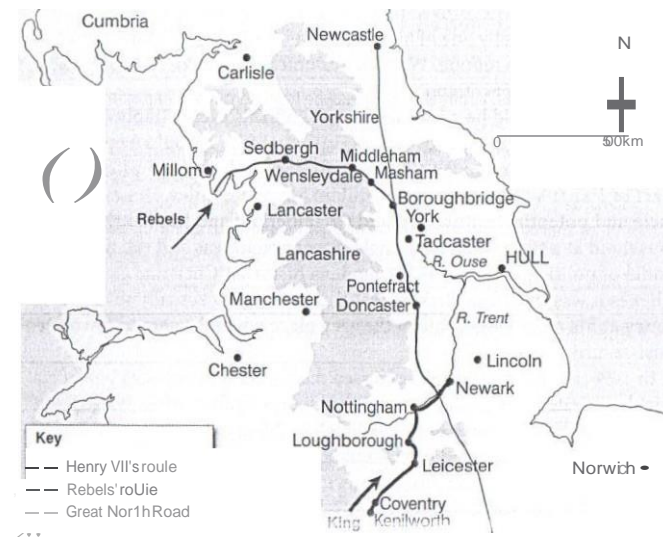 Cumbria
Newcastle
N
Carlisle
Yorkshire
0
Sedbergh
Middleham
Millom
Wensleydale
Masham
Boroughbridge
Rebels
Lancaster
York
Tadcaster
Lancashire
R. Ouse
HULL
Pontefract
Manchester
Doncaster
R. Trent
Chester
Lincoln
Newark
Nottingham
Key
Loughborough
Henry VII's roule
Leicester
Norwich
Rebels' roUie
Coventry
Great Nor1h Road
King
Kenilworth